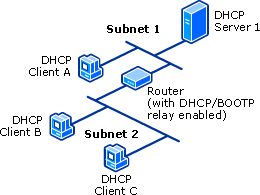 Subnet 1
DHCP
Server 1
DHCP
Client A
Router
(with DHCP/BOOTP
relay enabled)
DHCP
Client B
Subnet 2
DHCP
Client C